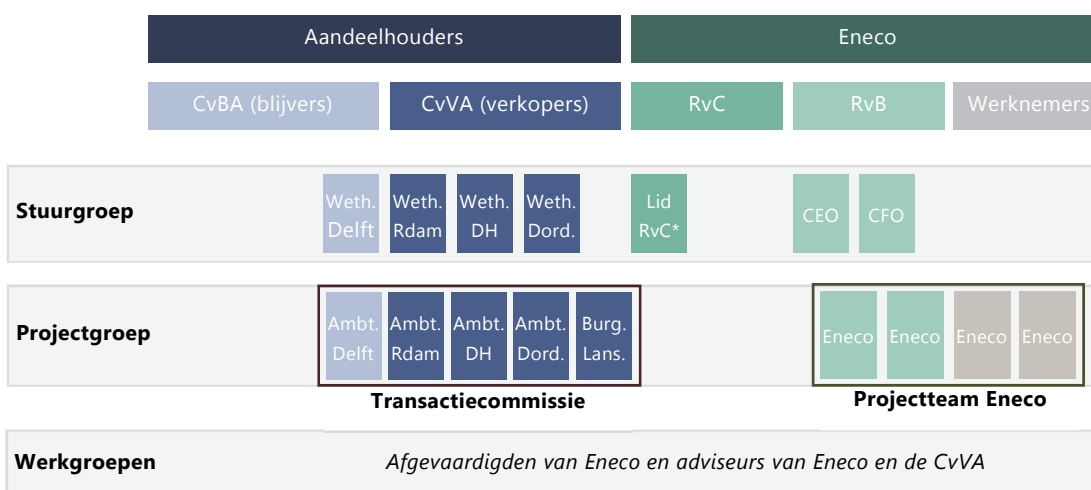 Aandeelhouders Eneco
CvBA (blijvers) CvVA (verkopers) RvC RvB Werknemers
Stuurgroep
Weth. Delft
Weth. Rdam
Weth. DH
Weth. Dord.
Lid RvC*
CEO
CFO
Projectgroep
Ambt. Delft
Ambt. Rdam
Ambt. DH
Ambt. Dord.
Burg. Lans.
Eneco
Eneco
Eneco
Eneco
Transactiecommissie
Projectteam Eneco
Werkgroepen
Afgevaardigden van Eneco en adviseurs van Eneco en de CvVA